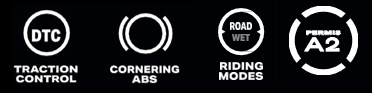 DTC
TRACTION
CONTROL
CORNERING
ABS
ROAD
WET
RIDING
MODES
PERMIS
A2